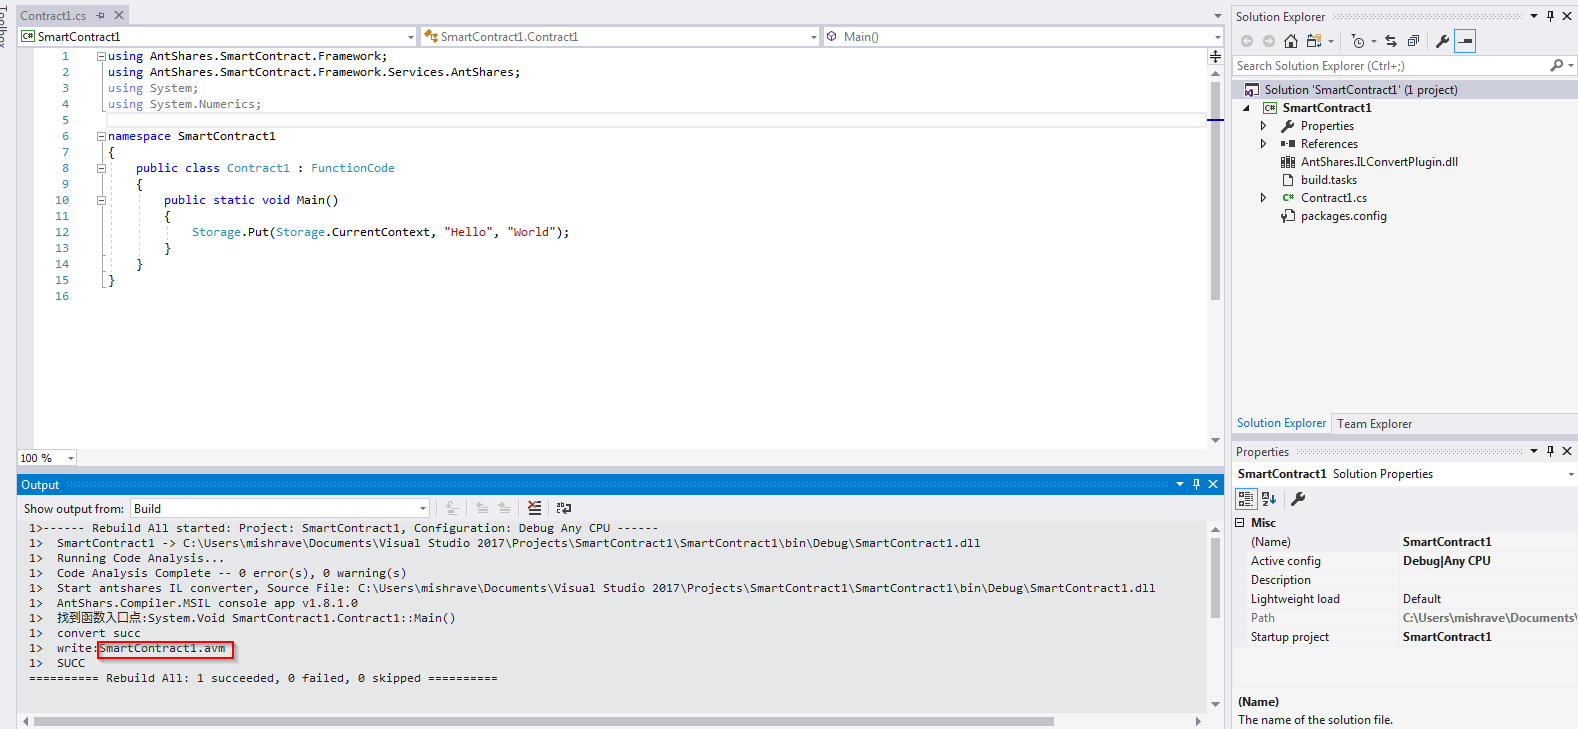 Toolbox
Contract1.cs
C# SmartContract1
SmartContract1.Contract1
Main()
1 using AntShares.SmartContract.Framework;
2 using AntShares.SmartContract.Framework.Services.AntShares;
3 using System;
4 using System.Numerics;
5
6 namespace SmartContract1
7 {
8 public class Contract1 : FunctionCode
9 {
10 public static void Main()
11 {
12 Storage.Put(Storage.CurrentContext, "Hello", "World");
13 }
14 }
15 }
16
100 %
Output
Show output from: Build
1>------ Rebuild All started: Project: SmartContract1, Configuration: Debug Any CPU ------
1> SmartContract1 -> C:\Users\mishrave\Documents\Visual Studio 2017\Projects\SmartContract1\SmartContract1\bin\Debug\SmartContract1.dll
1> Running Code Analysis...
1> Code Analysis Complete -- 0 error(s), 0 warning(s)
1> Start antshares IL converter, Source File: C:\Users\mishrave\Documents\Visual Studio 2017\Projects\SmartContract1\SmartContract1\bin\Debug\SmartContract1.dll
1> AntShars.Compiler.MSIL console app v1.8.1.0
1> 找到函数入口点:System.Void SmartContract1.Contract1::Main()
1> convert succ
1> write:SmartContract1.avm
1> SUCC
========== Rebuild All: 1 succeeded, 0 failed, 0 skipped ==========
Solution Explorer
Search Solution Explorer (Ctrl+;)
Solution 'SmartContract1' (1 project)
C# SmartContract1
Properties
References
AntShares.ILConvertPlugin.dll
build.tasks
C# Contract1.cs
packages.config
Solution Explorer Team Explorer
Properties
SmartContract1 Solution Properties
Misc
(Name) SmartContract1
Active config Debug|Any CPU
Description
Lightweight load Default
Path C:\Users\mishrave\Documents\
Startup project SmartContract1
(Name)
The name of the solution file.